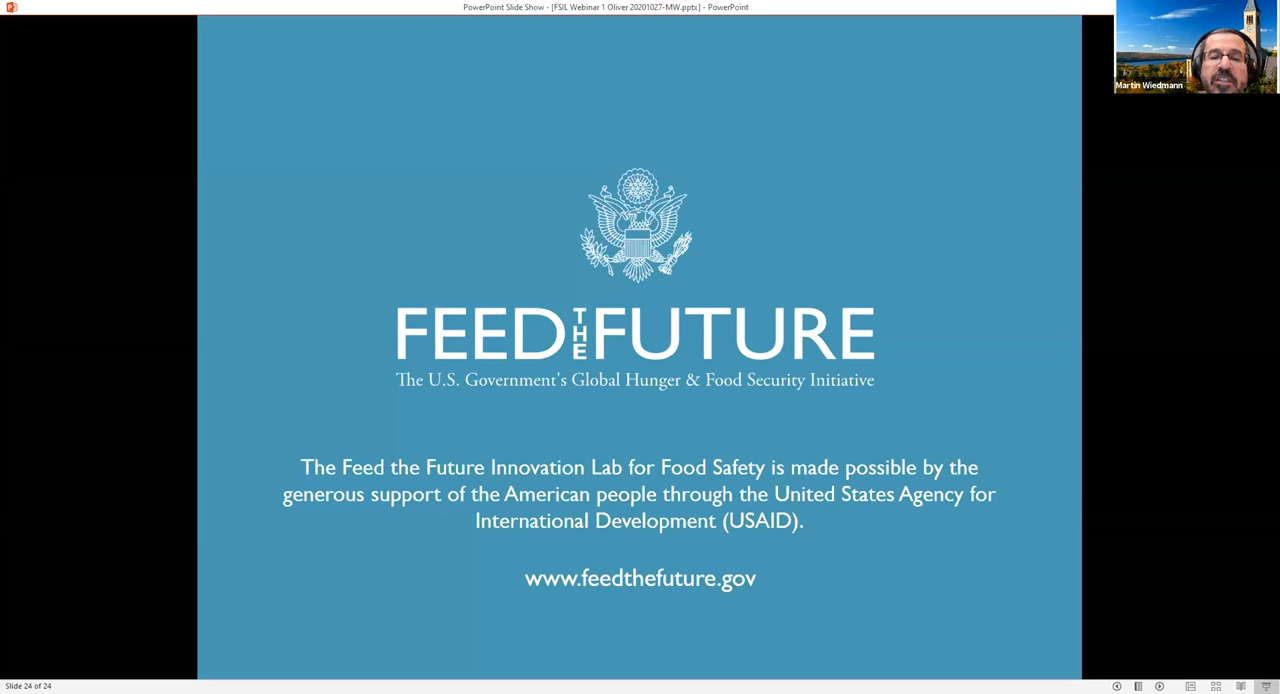 PowerPoint Slide Show - [FSIL Webinar 1 Oliver 20201027-MW.pptx] - PowerPoint
Martin Wiedmann
FEED THE FUTURE
The U.S. Government's Global Hunger & Food Security Initiative
The Feed the Future Innovation Lab for Food Safety is made possible by the
generous support of the American people through the United States Agency for
International Development (USAID).
www.feedthefuture.gov
Slide 24 of 24